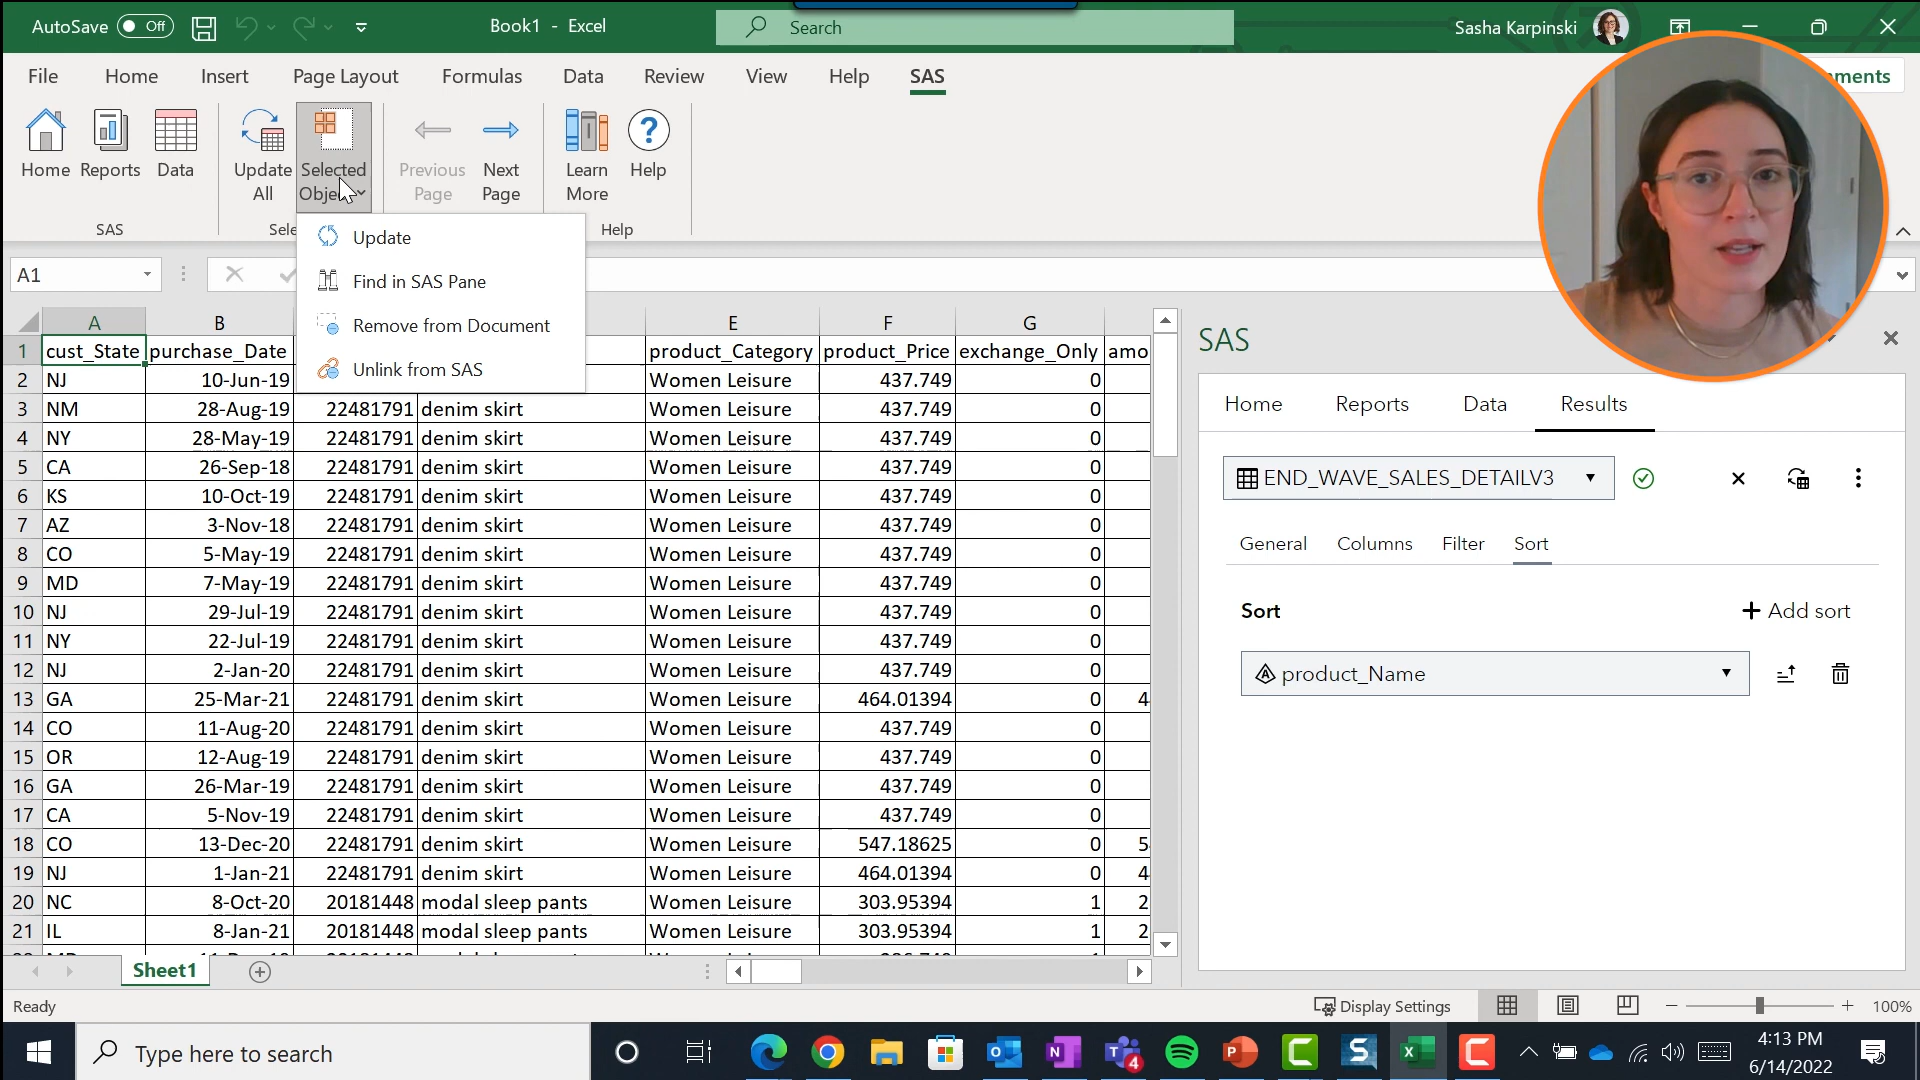 AutoSave Off
Book1 - Excel
Search
Sasha Karpinski
File Home Insert Page Layout Formulas Data Review View Help SAS
mments
Home Reports Data
Update All
Selected Objec
Previous Page
Next Page
Learn More
Help
SAS
Sele
Help
Update
Find in SAS Pane
Remove from Document
Unlink from SAS
A1
A B E F G
1 cust_State purchase_Date product_Category product_Price exchange_Only amo
2 NJ 10-Jun-19 Women Leisure 437.749 0
3 NM 28-Aug-19 22481791 denim skirt Women Leisure 437.749 0
4 NY 28-May-19 22481791 denim skirt Women Leisure 437.749 0
5 CA 26-Sep-18 22481791 denim skirt Women Leisure 437.749 0
6 KS 10-Oct-19 22481791 denim skirt Women Leisure 437.749 0
7 AZ 3-Nov-18 22481791 denim skirt Women Leisure 437.749 0
8 CO 5-May-19 22481791 denim skirt Women Leisure 437.749 0
9 MD 7-May-19 22481791 denim skirt Women Leisure 437.749 0
10 NJ 29-Jul-19 22481791 denim skirt Women Leisure 437.749 0
11 NY 22-Jul-19 22481791 denim skirt Women Leisure 437.749 0
12 NJ 2-Jan-20 22481791 denim skirt Women Leisure 437.749 0
13 GA 25-Mar-21 22481791 denim skirt Women Leisure 464.01394 0 4
14 CO 11-Aug-20 22481791 denim skirt Women Leisure 437.749 0
15 OR 12-Aug-19 22481791 denim skirt Women Leisure 437.749 0
16 GA 26-Mar-19 22481791 denim skirt Women Leisure 437.749 0
17 CA 5-Nov-19 22481791 denim skirt Women Leisure 437.749 0
18 CO 13-Dec-20 22481791 denim skirt Women Leisure 547.18625 0 5
19 NJ 1-Jan-21 22481791 denim skirt Women Leisure 464.01394 0 4
20 NC 8-Oct-20 20181448 modal sleep pants Women Leisure 303.95394 1 2
21 IL 8-Jan-21 20181448 modal sleep pants Women Leisure 303.95394 1 2
SAS
Home Reports Data Results
END_WAVE_SALES_DETAILV3
General Columns Filter Sort
Sort
Add sort
product_Name
Sheet1
Ready
Display Settings
100%
Type here to search
4
4:13 PM
6/14/2022